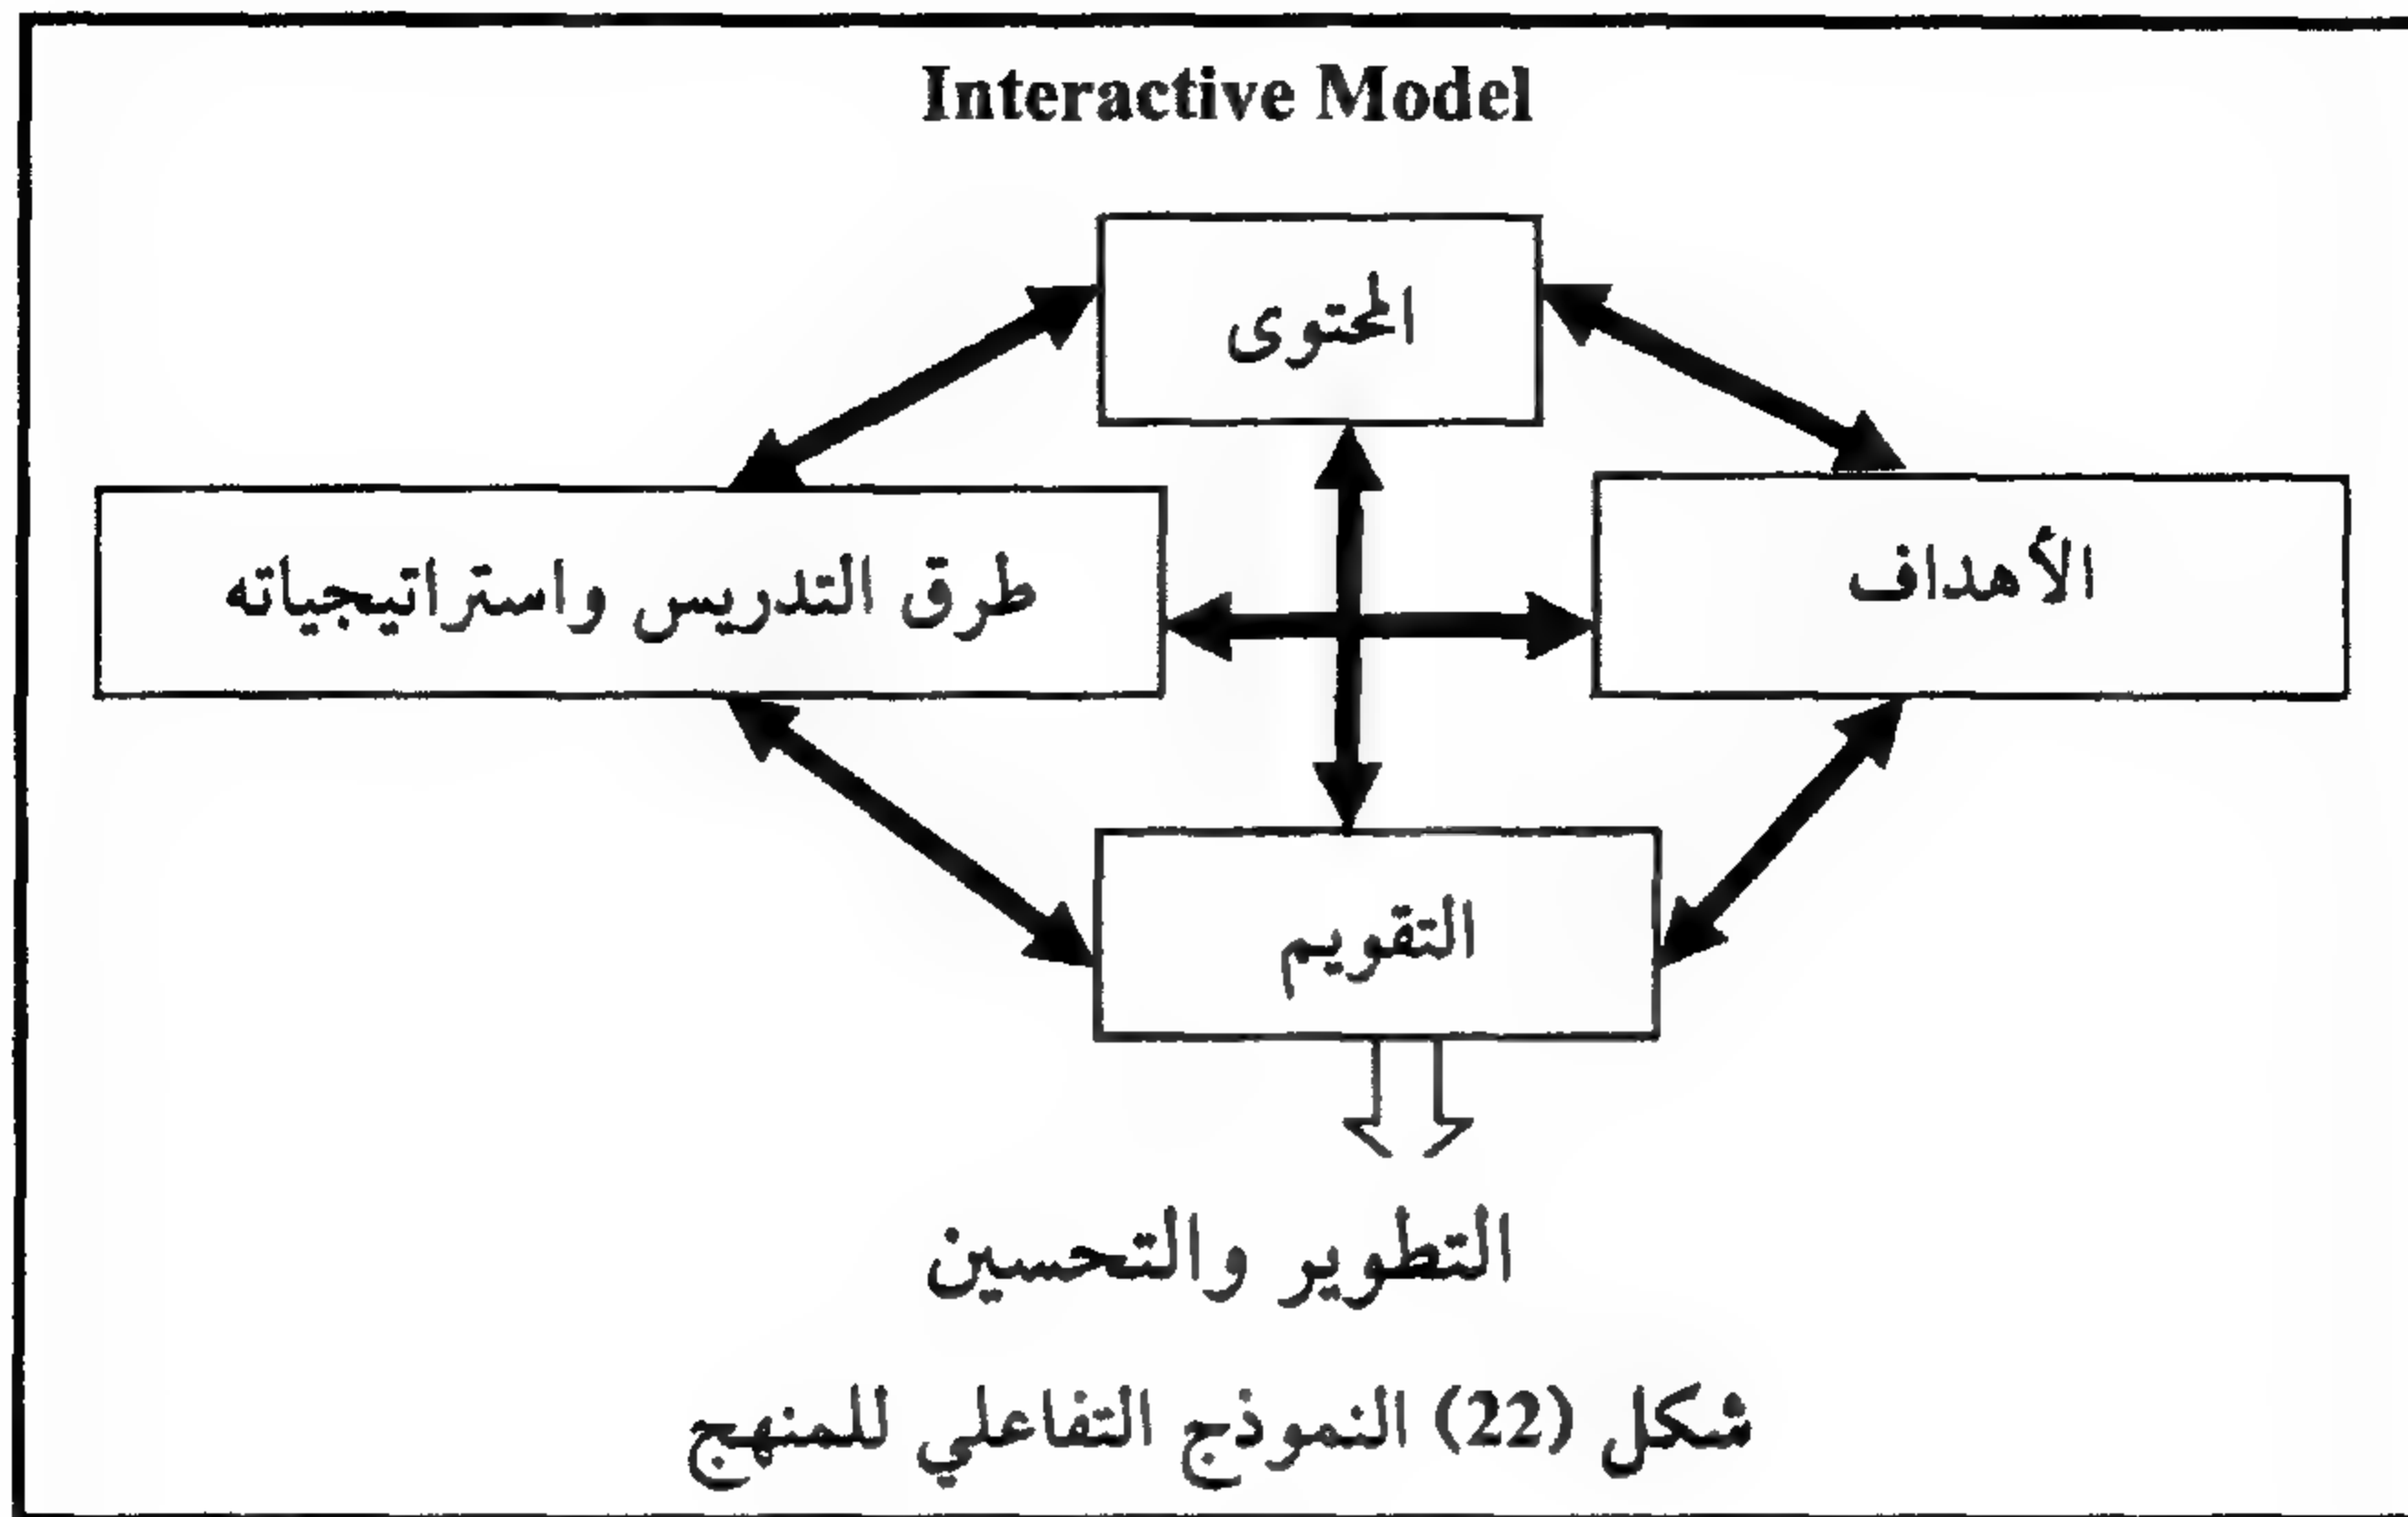 Interactive Model
المحتوى
الأهداف
طرق التدريس واستراتيجياته
التقويم
التطوير والتحسين
شكل (22) النموذج التفاعلي للمنهج